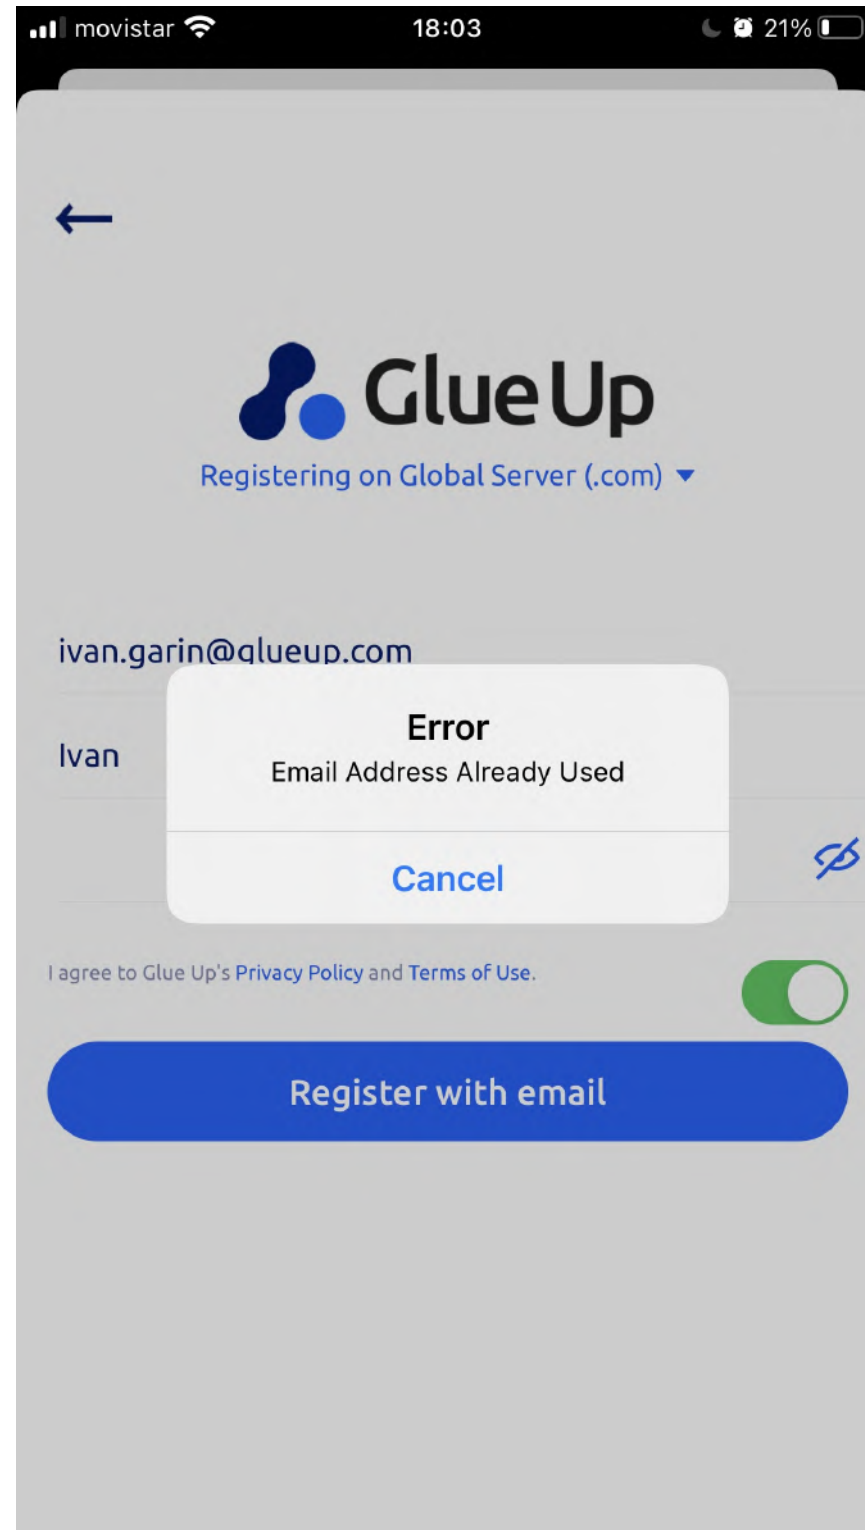 movistar 18:03 21%
Glue Up
Registering on Global Server (.com)
ivan.garin@glueup.com
Error
Ivan
Email Address Already Used
Cancel
I agree to Glue Up's Privacy Policy and Terms of Use.
Register with email